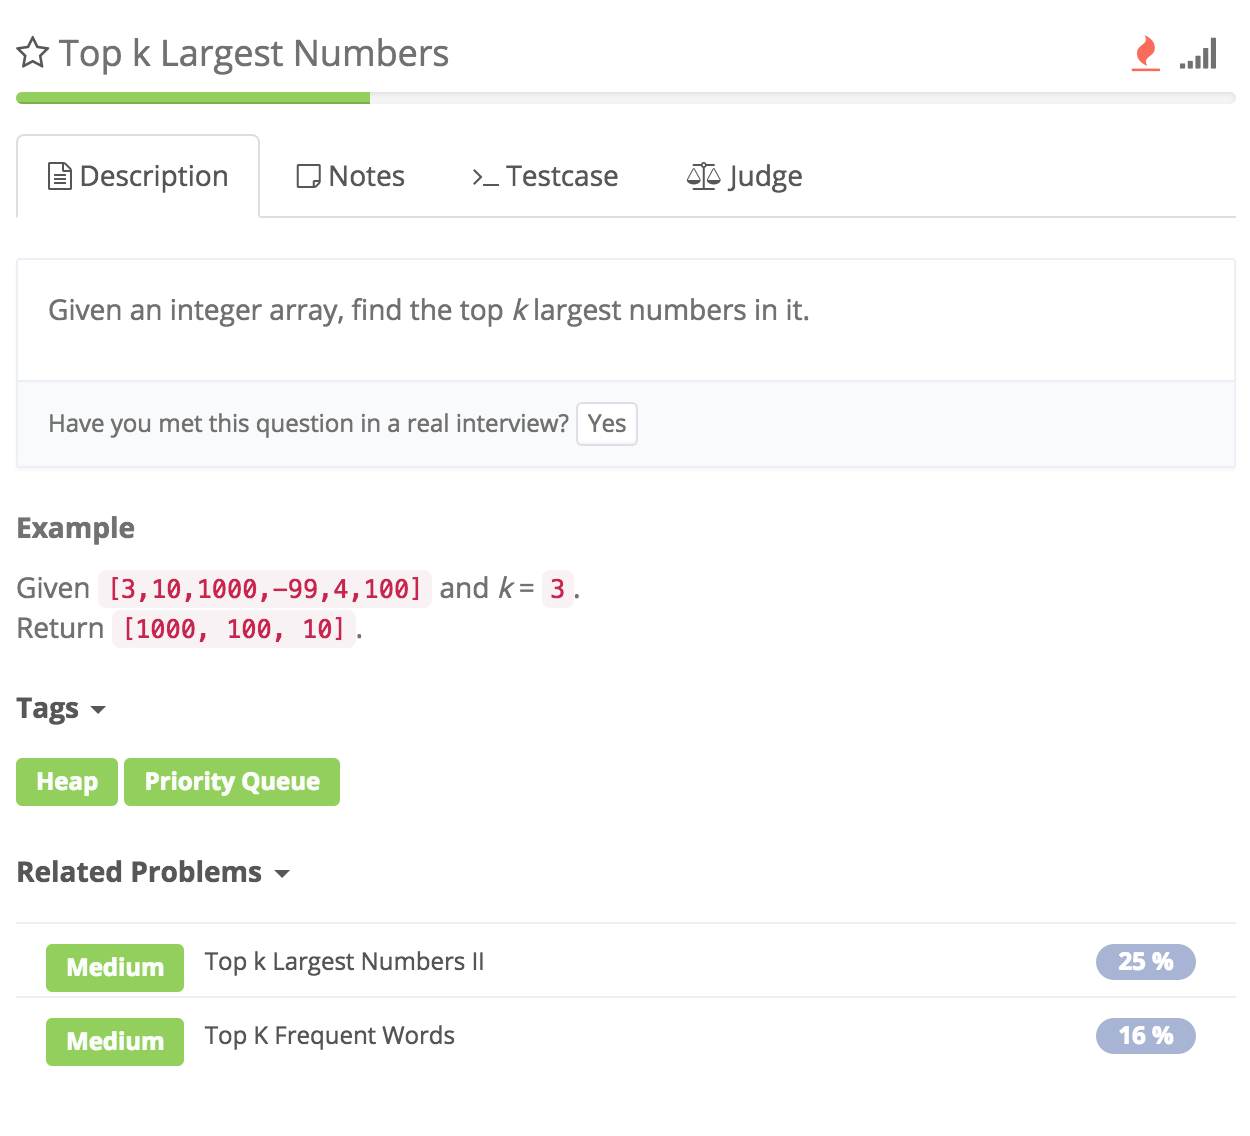 Top k Largest Numbers
Description Notes Testcase Judge
Given an integer array, find the top k largest numbers in it.
Have you met this question in a real interview? Yes
Example
Given [3,10,1000,-99,4,100] and k = 3.
Return [1000, 100, 10].
Tags
Heap Priority Queue
Related Problems
Medium Top k Largest Numbers II 25 %
Medium Top K Frequent Words 16 %